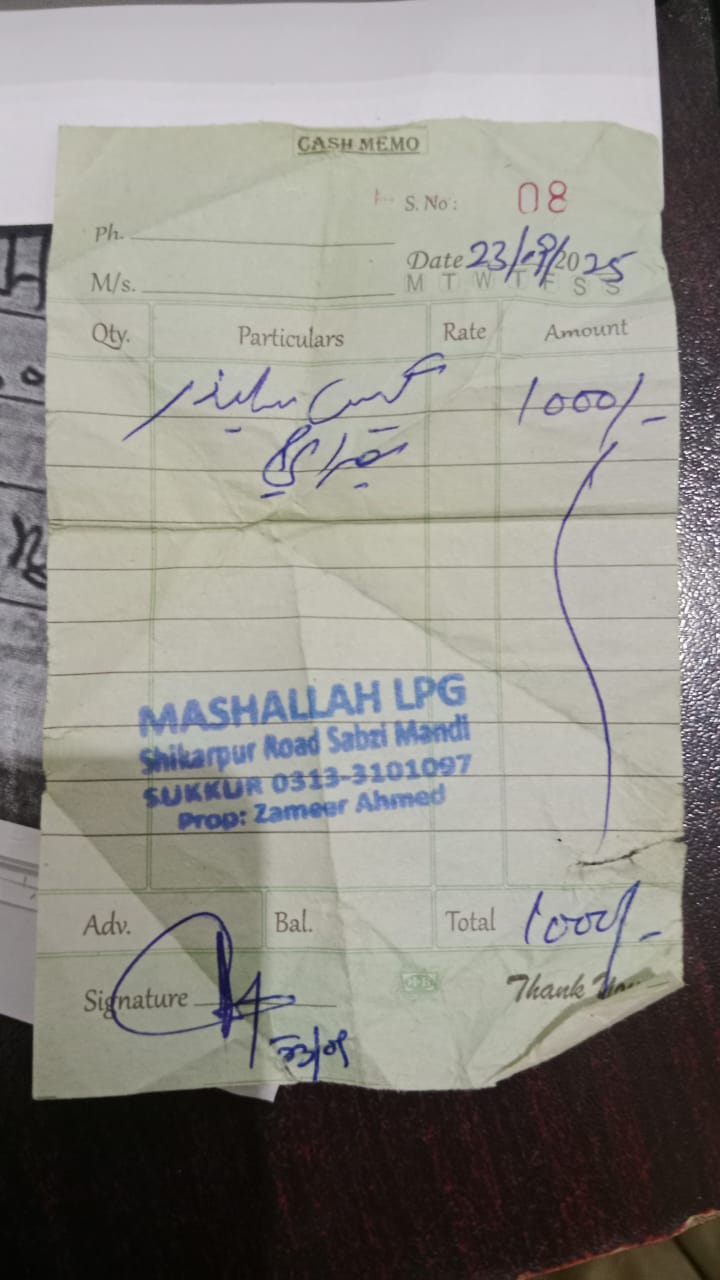 CASH MEMO
S. No: 08
Ph.
Date 23/09/2025
M/s.
M T W T F S S
Qty. Particulars Rate Amount
گیس سلینڈر 1000/-
MASHALLAH LPG
Shikarpur Road Sabzi Mandi
SUKKUR 0313-3101097
Prop: Zameer Ahmed
Adv. Bal. Total 1000/-
Signature
Thank You
23/09